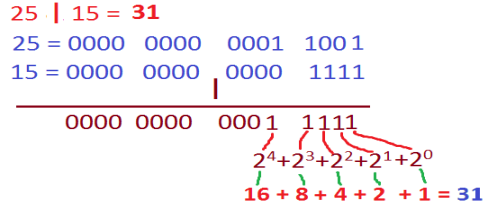 25 | 15 = 31
25 = 0000 0000 0001 1001
15 = 0000 0000 0000 1111
|
0000 0000 0001 1111
2⁴+2³+2²+2¹+2⁰
16 + 8 + 4 + 2 + 1 = 31